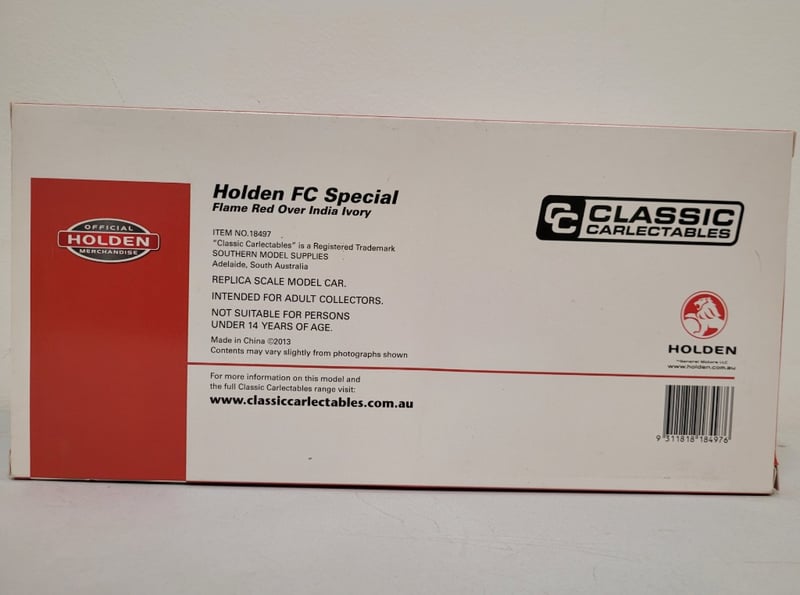 OFFICIAL
HOLDEN
MERCHANDISE
Holden FC Special
Flame Red Over India Ivory
ITEM NO.18497
"Classic Carlectables" is a Registered Trademark
SOUTHERN MODEL SUPPLIES
Adelaide, South Australia
REPLICA SCALE MODEL CAR.
INTENDED FOR ADULT COLLECTORS.
NOT SUITABLE FOR PERSONS
UNDER 14 YEARS OF AGE.
Made in China ©2013
Contents may vary slightly from photographs shown
For more information on this model and
the full Classic Carlectables range visit:
www.classiccarlectables.com.au
CC CLASSIC
CARLECTABLES
HOLDEN
™General Motors LLC
www.holden.com.au
9 311818 184976